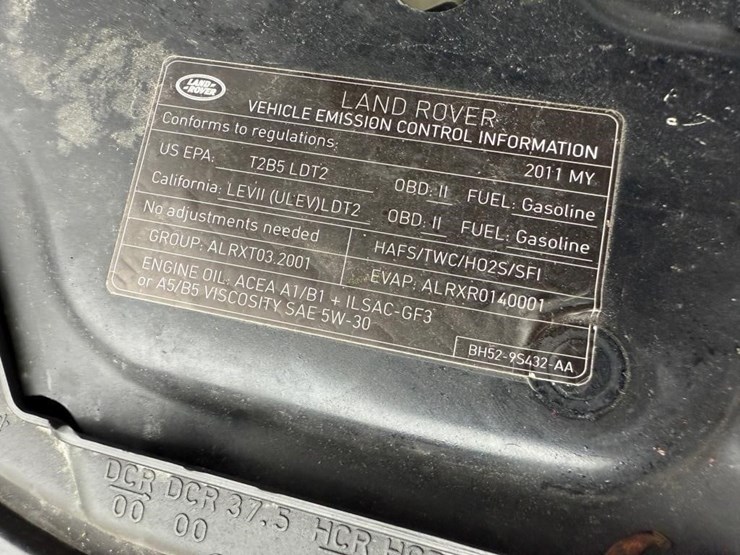 LAND ROVER
LAND ROVER
VEHICLE EMISSION CONTROL INFORMATION
Conforms to regulations: 2011 MY
US EPA: T2B5 LDT2 OBD: II FUEL: Gasoline
California: LEVII (ULEV)LDT2 OBD: II FUEL: Gasoline
No adjustments needed HAFS/TWC/HO2S/SFI
GROUP: ALRXT03.2001 EVAP: ALRXR0140001
ENGINE OIL: ACEA A1/B1 + ILSAC-GF3
or A5/B5 VISCOSITY SAE 5W-30
BH52-9S432-AA
DCR DCR 37.5 HCR
00 00